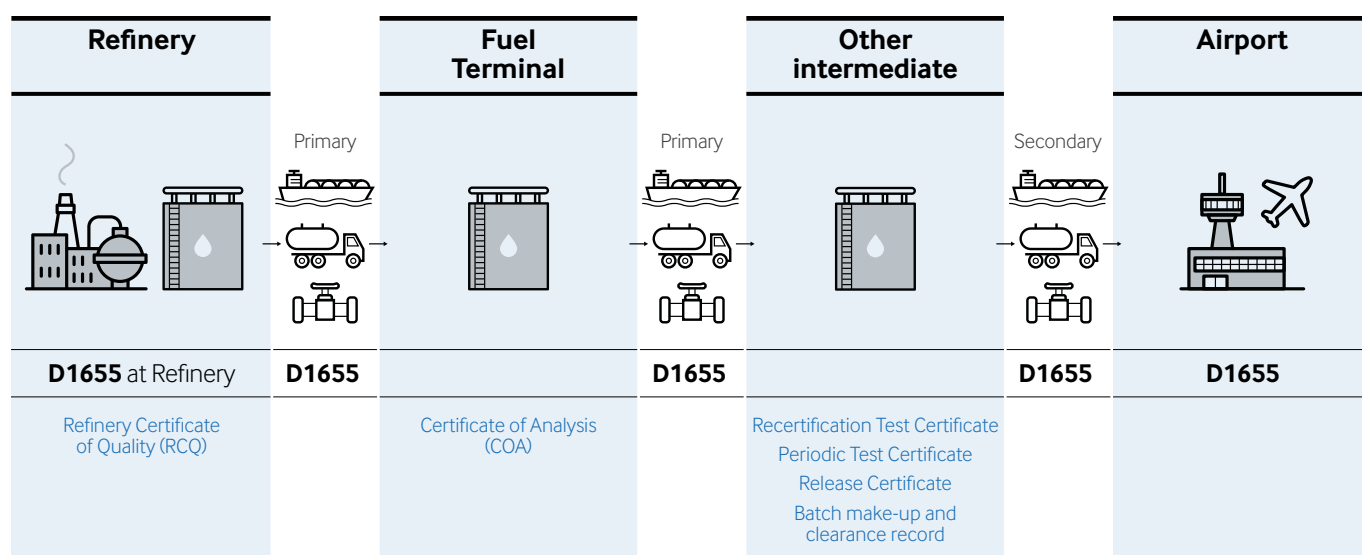 Refinery
Fuel
Terminal
Other
intermediate
Airport
Primary
Primary
Secondary
D1655 at Refinery
D1655
D1655
D1655
D1655
Refinery Certificate
of Quality (RCQ)
Certificate of Analysis
(COA)
Recertification Test Certificate
Periodic Test Certificate
Release Certificate
Batch make-up and
clearance record